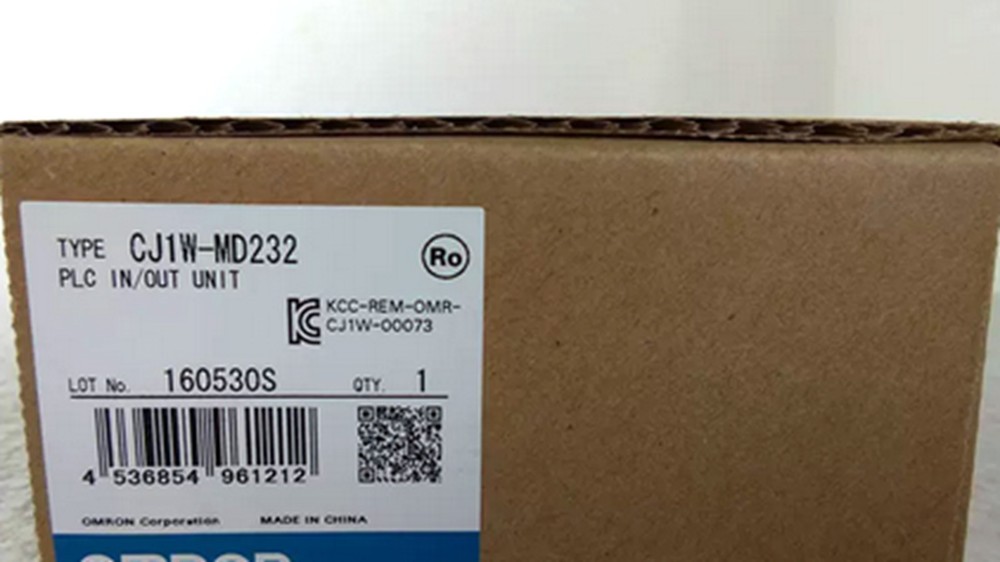 TYPE CJ1W-MD232
PLC IN/OUT UNIT
Ro
KCC-REM-OMR-
CJ1W-00073
LOT No. 160530S QTY. 1
4 536854 961212
OMRON Corporation MADE IN CHINA
OMRON